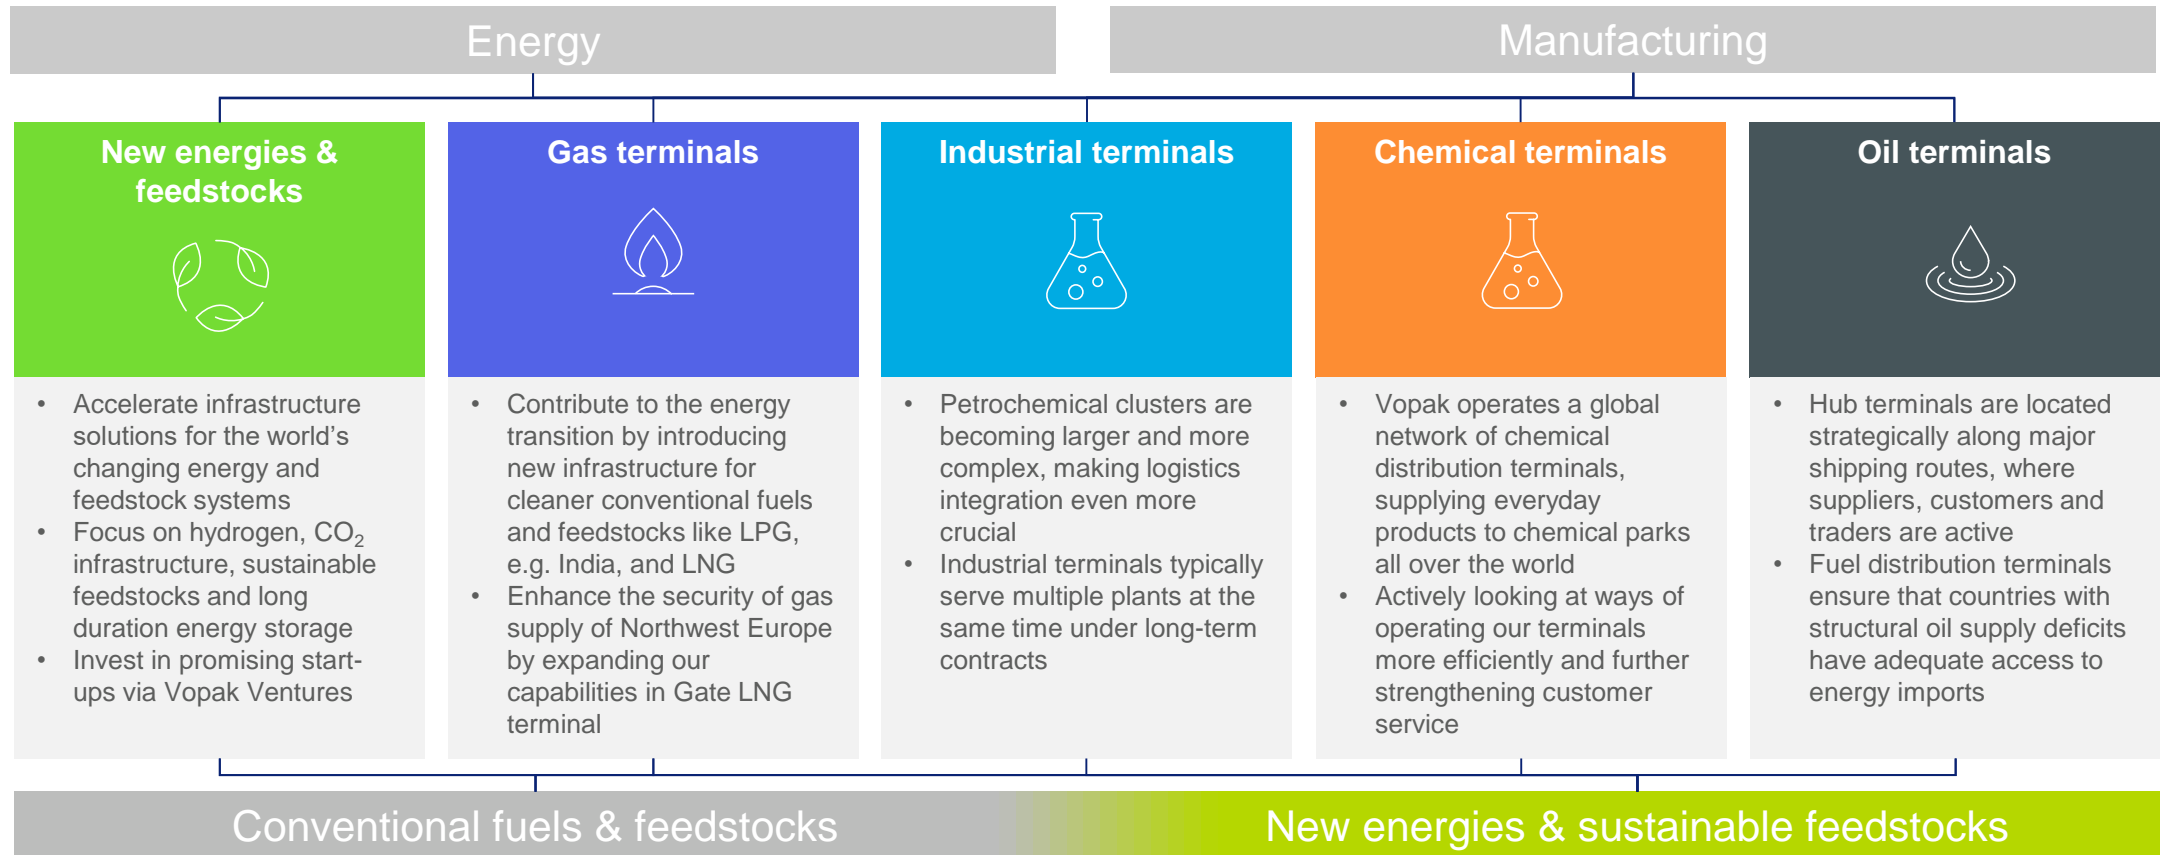 Energy
Manufacturing
New energies &
feedstocks
Gas terminals
Industrial terminals
Chemical terminals
Oil terminals
• Accelerate infrastructure
solutions for the world’s
changing energy and
feedstock systems
• Focus on hydrogen, CO₂
infrastructure, sustainable
feedstocks and long
duration energy storage
• Invest in promising start-
ups via Vopak Ventures
• Contribute to the energy
transition by introducing
new infrastructure for
cleaner conventional fuels
and feedstocks like LPG,
e.g. India, and LNG
• Enhance the security of gas
supply of Northwest Europe
by expanding our
capabilities in Gate LNG
terminal
• Petrochemical clusters are
becoming larger and more
complex, making logistics
integration even more
crucial
• Industrial terminals typically
serve multiple plants at the
same time under long-term
contracts
• Vopak operates a global
network of chemical
distribution terminals,
supplying everyday
products to chemical parks
all over the world
• Actively looking at ways of
operating our terminals
more efficiently and further
strengthening customer
service
• Hub terminals are located
strategically along major
shipping routes, where
suppliers, customers and
traders are active
• Fuel distribution terminals
ensure that countries with
structural oil supply deficits
have adequate access to
energy imports
Conventional fuels & feedstocks
New energies & sustainable feedstocks